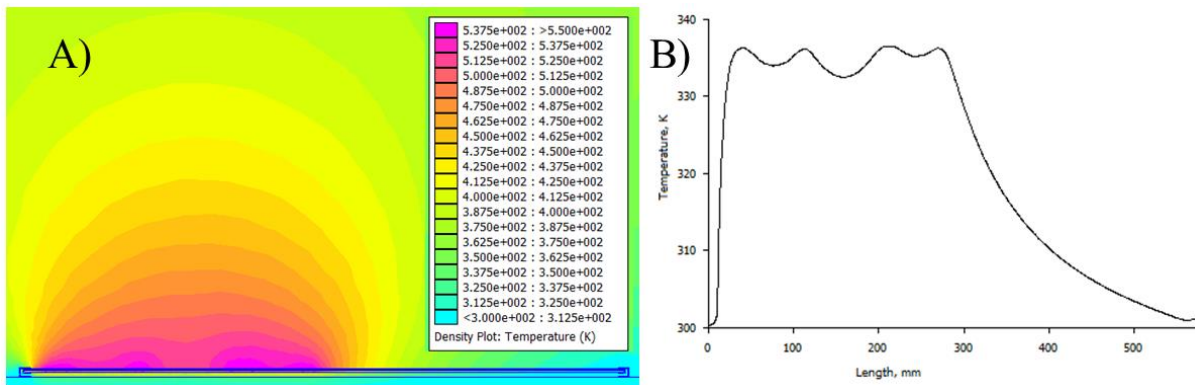 A)
5.375e+002 : >5.500e+002
5.250e+002 : 5.375e+002
5.125e+002 : 5.250e+002
5.000e+002 : 5.125e+002
4.875e+002 : 5.000e+002
4.750e+002 : 4.875e+002
4.625e+002 : 4.750e+002
4.500e+002 : 4.625e+002
4.375e+002 : 4.500e+002
4.250e+002 : 4.375e+002
4.125e+002 : 4.250e+002
4.000e+002 : 4.125e+002
3.875e+002 : 4.000e+002
3.750e+002 : 3.875e+002
3.625e+002 : 3.750e+002
3.500e+002 : 3.625e+002
3.375e+002 : 3.500e+002
3.250e+002 : 3.375e+002
3.125e+002 : 3.250e+002
<3.000e+002 : 3.125e+002
Density Plot: Temperature (K)
B)
Temperature, K
340
330
320
310
300
0 100 200 300 400 500
Length, mm